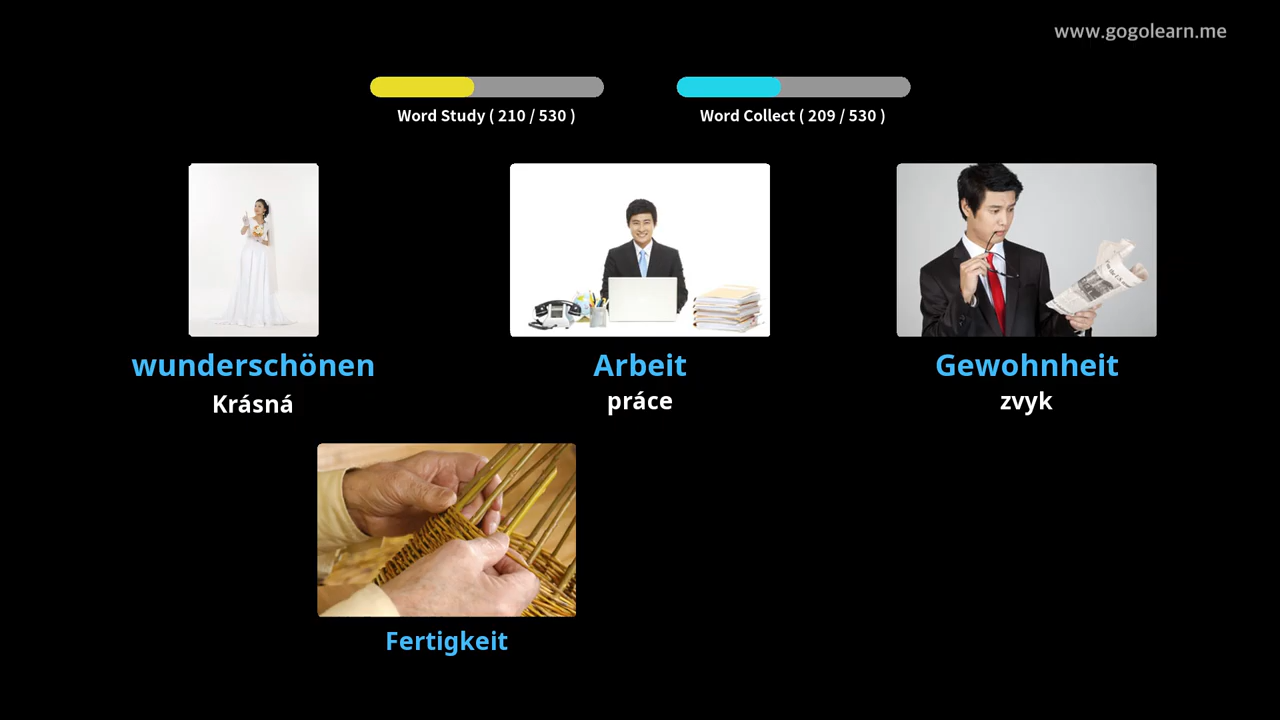 www.gogolearn.me
Word Study ( 210 / 530 )
Word Collect ( 209 / 530 )
wunderschönen
Krásná
Arbeit
práce
Gewohnheit
zvyk
Fertigkeit